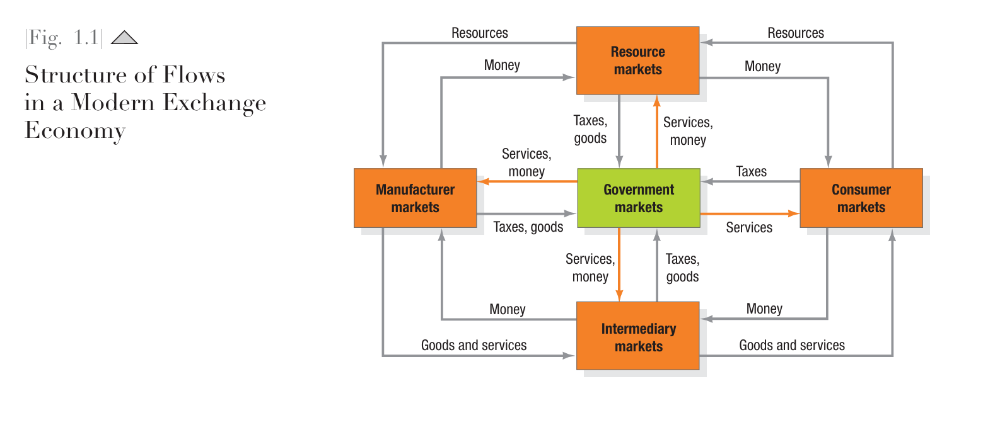 |Fig. 1.1|
Structure of Flows
in a Modern Exchange
Economy
Resources
Resources
Resource
markets
Money
Money
Taxes,
goods
Services,
money
Services,
money
Taxes
Manufacturer
markets
Government
markets
Consumer
markets
Taxes, goods
Services
Services,
money
Taxes,
goods
Money
Money
Intermediary
markets
Goods and services
Goods and services